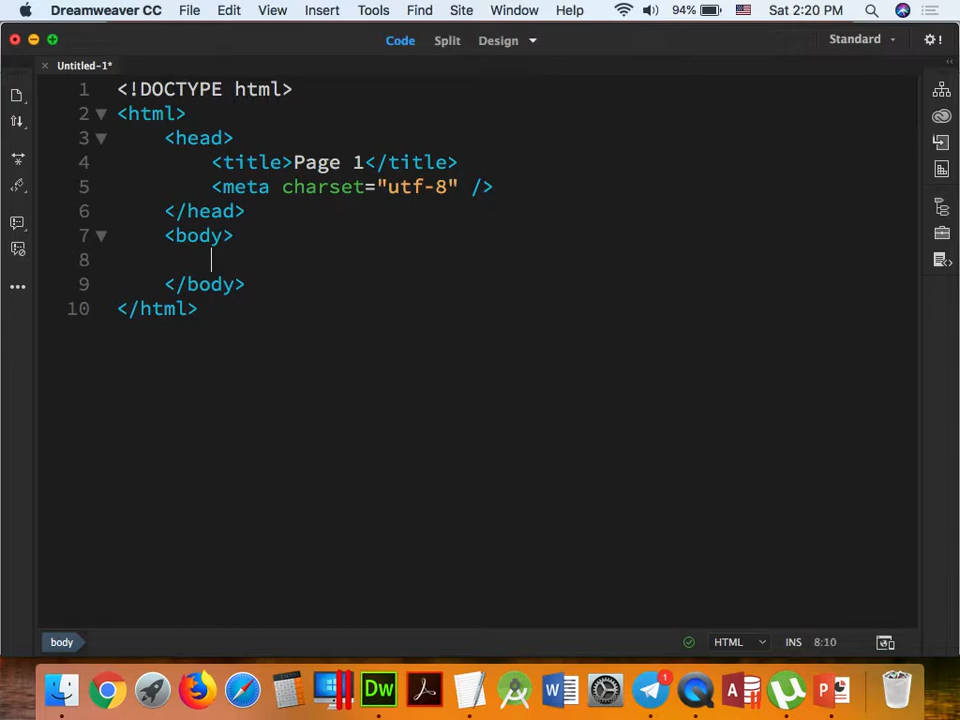 Dreamweaver CC File Edit View Insert Tools Find Site Window Help 94% Sat 2:20 PM
Code Split Design Standard
Untitled-1*
1 <!DOCTYPE html>
2 <html>
3 <head>
4 <title>Page 1</title>
5 <meta charset="utf-8" />
6 </head>
7 <body>
8
9 </body>
10 </html>
body HTML INS 8:10
Dw W 1 A P